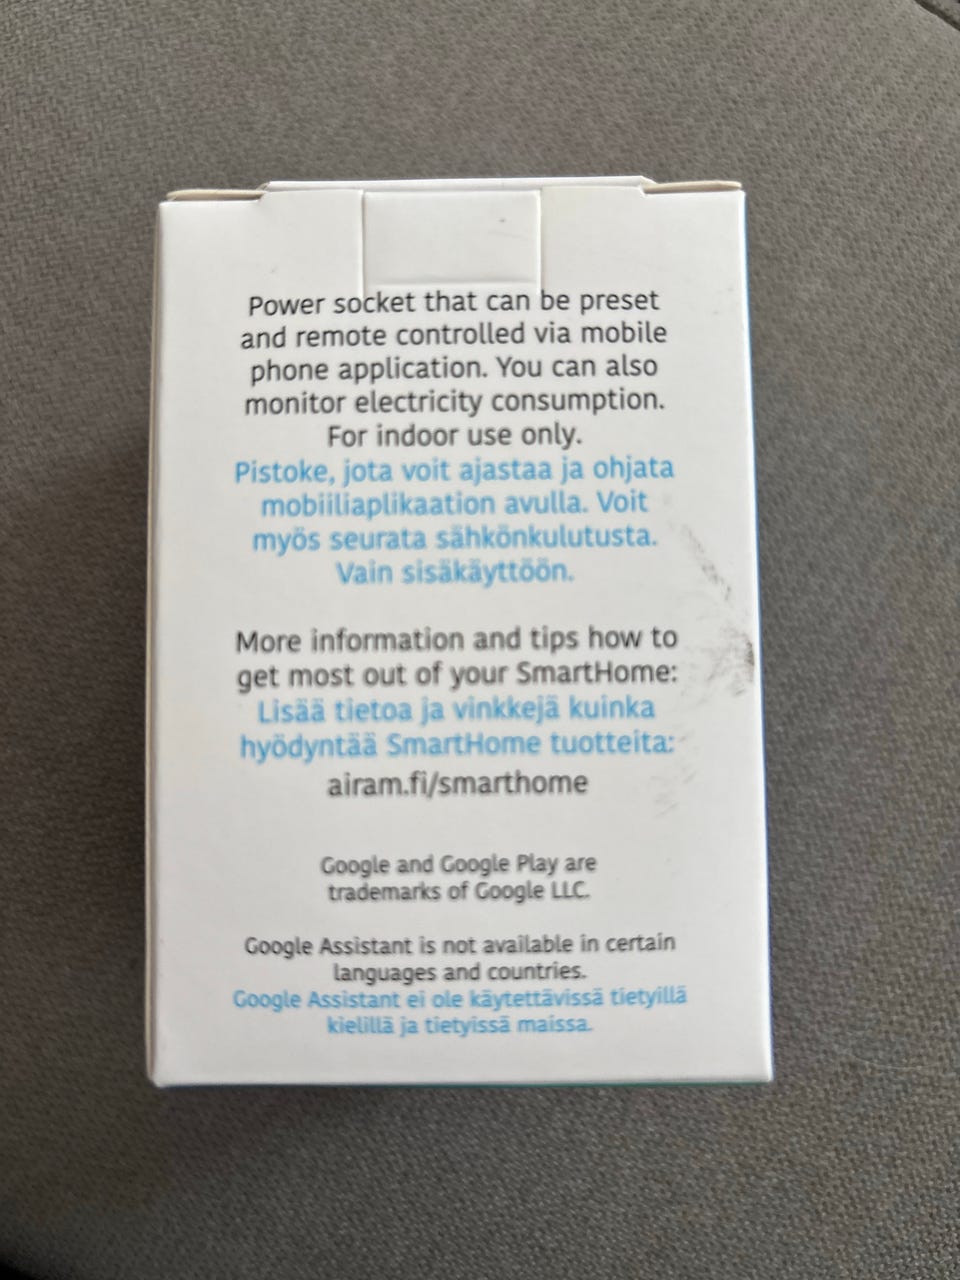 Power socket that can be preset
and remote controlled via mobile
phone application. You can also
monitor electricity consumption.
For indoor use only.
Pistoke, jota voit ajastaa ja ohjata
mobiiliaplikaation avulla. Voit
myös seurata sähkönkulutusta.
Vain sisäkäyttöön.
More information and tips how to
get most out of your SmartHome:
Lisää tietoa ja vinkkejä kuinka
hyödyntää SmartHome tuotteita:
airam.fi/smarthome
Google and Google Play are
trademarks of Google LLC.
Google Assistant is not available in certain
languages and countries.
Google Assistant ei ole käytettävissä tietyillä
kielillä ja tietyissä maissa.